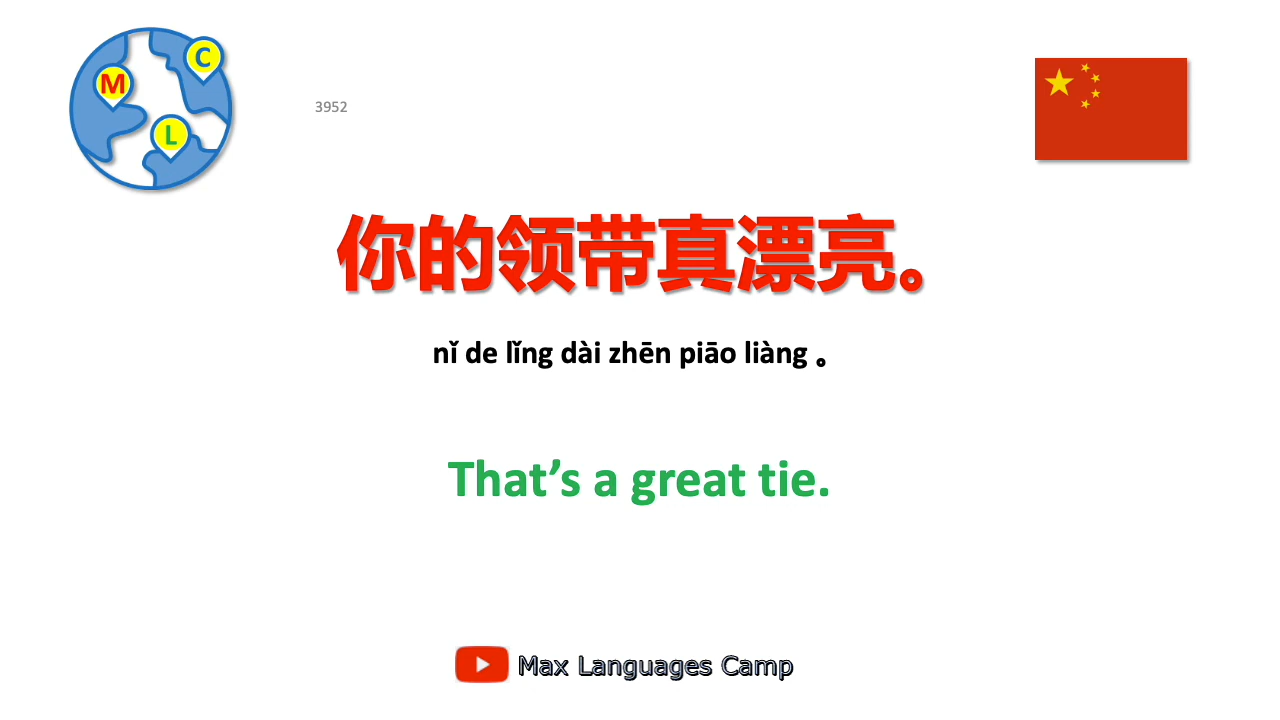 M
C
L
3952
你的领带真漂亮。
nǐ de lǐng dài zhēn piāo liàng 。
That’s a great tie.
Max Languages Camp